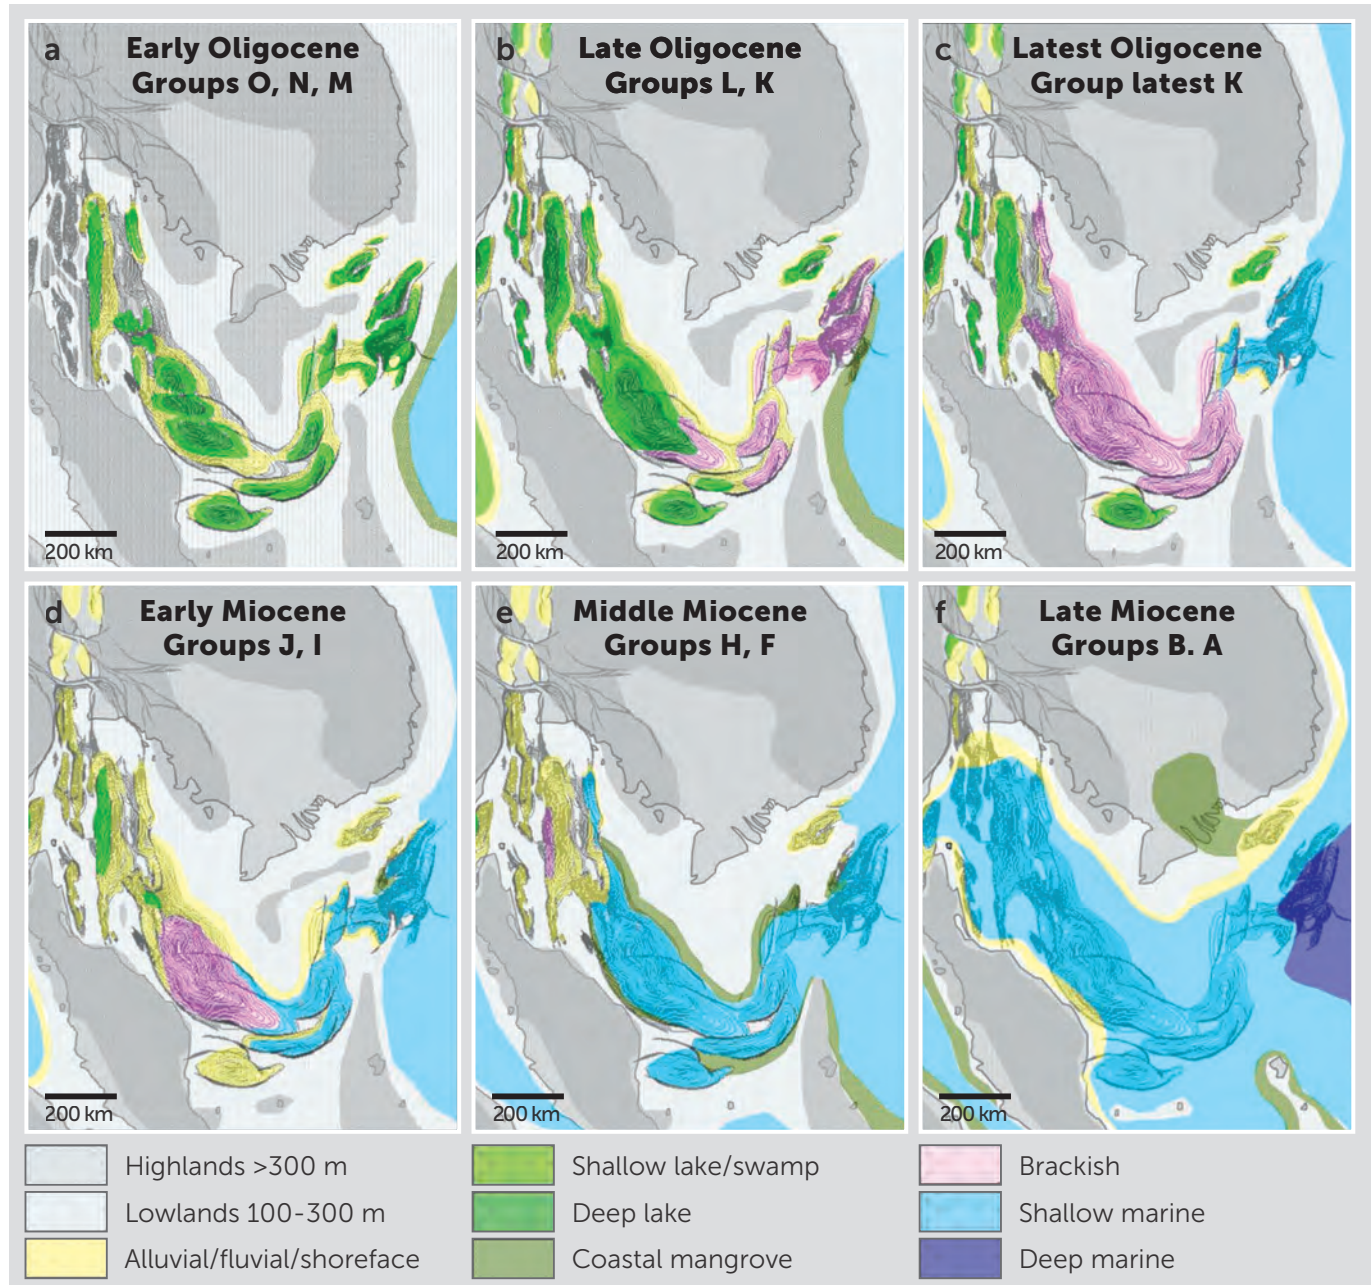 a
Early Oligocene
Groups O, N, M
200 km
b
Late Oligocene
Groups L, K
200 km
c
Latest Oligocene
Group latest K
200 km
d
Early Miocene
Groups J, I
200 km
e
Middle Miocene
Groups H, F
200 km
f
Late Miocene
Groups B. A
200 km
Highlands >300 m
Lowlands 100-300 m
Alluvial/fluvial/shoreface
Shallow lake/swamp
Deep lake
Coastal mangrove
Brackish
Shallow marine
Deep marine